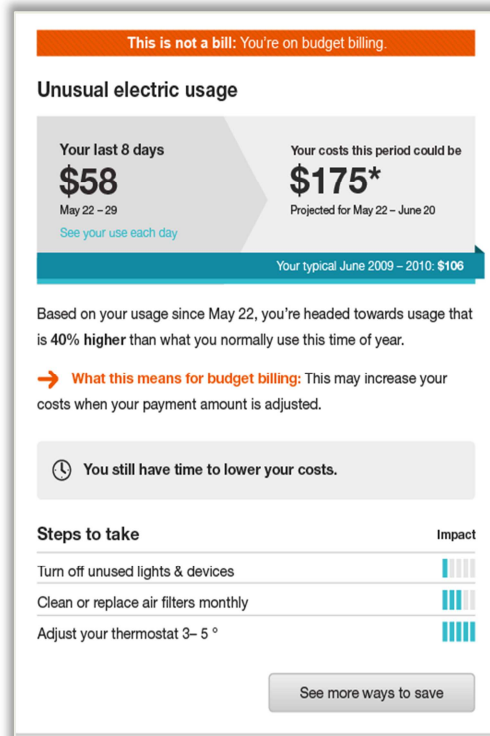 This is not a bill: You're on budget billing.
Unusual electric usage
Your last 8 days
$58
May 22 – 29
See your use each day
Your costs this period could be
$175*
Projected for May 22 – June 20
Your typical June 2009 – 2010: $106
Based on your usage since May 22, you're headed towards usage that
is 40% higher than what you normally use this time of year.
What this means for budget billing: This may increase your
costs when your payment amount is adjusted.
You still have time to lower your costs.
Steps to take Impact
Turn off unused lights & devices
Clean or replace air filters monthly
Adjust your thermostat 3– 5 °
See more ways to save